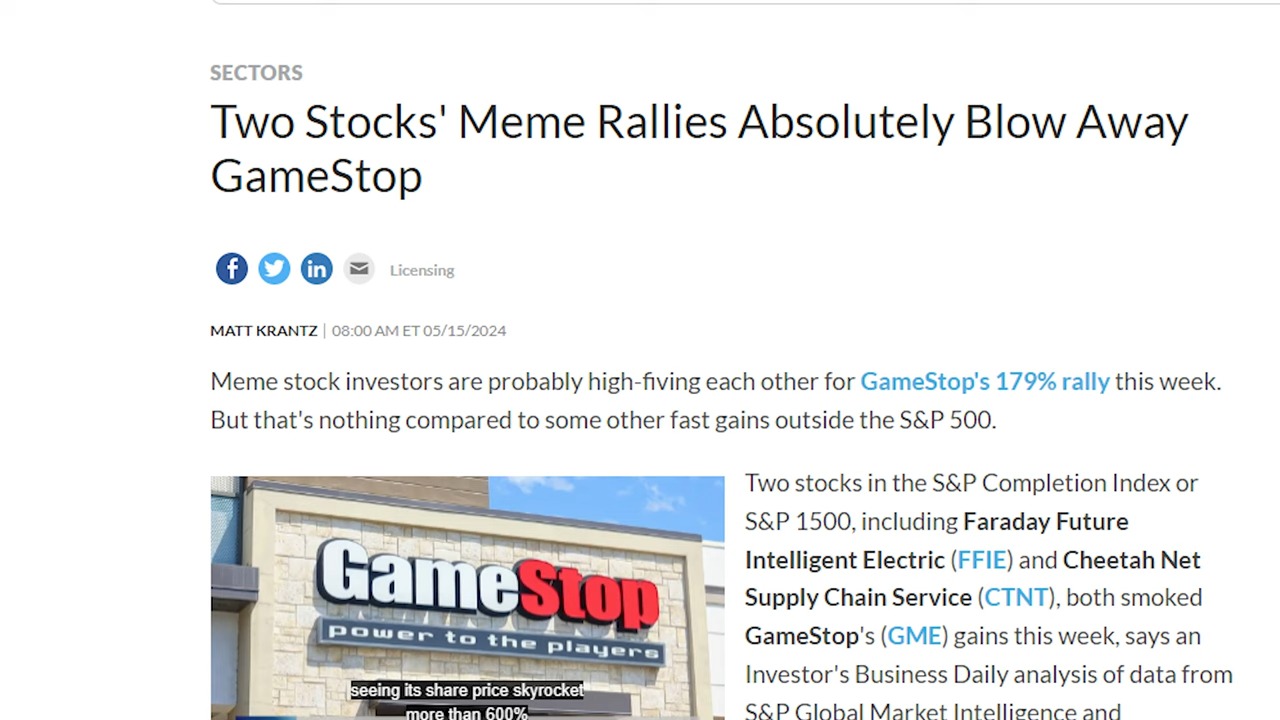 SECTORS
Two Stocks' Meme Rallies Absolutely Blow Away
GameStop
f in Licensing
MATT KRANTZ | 08:00 AM ET 05/15/2024
Meme stock investors are probably high-fiving each other for GameStop's 179% rally this week.
But that's nothing compared to some other fast gains outside the S&P 500.
Two stocks in the S&P Completion Index or
S&P 1500, including Faraday Future
Intelligent Electric (FFIE) and Cheetah Net
Supply Chain Service (CTNT), both smoked
GameStop's (GME) gains this week, says an
Investor's Business Daily analysis of data from
S&P Global Market Intelligence and
GameStop
power to the players
seeing its share price skyrocket
more than 600%